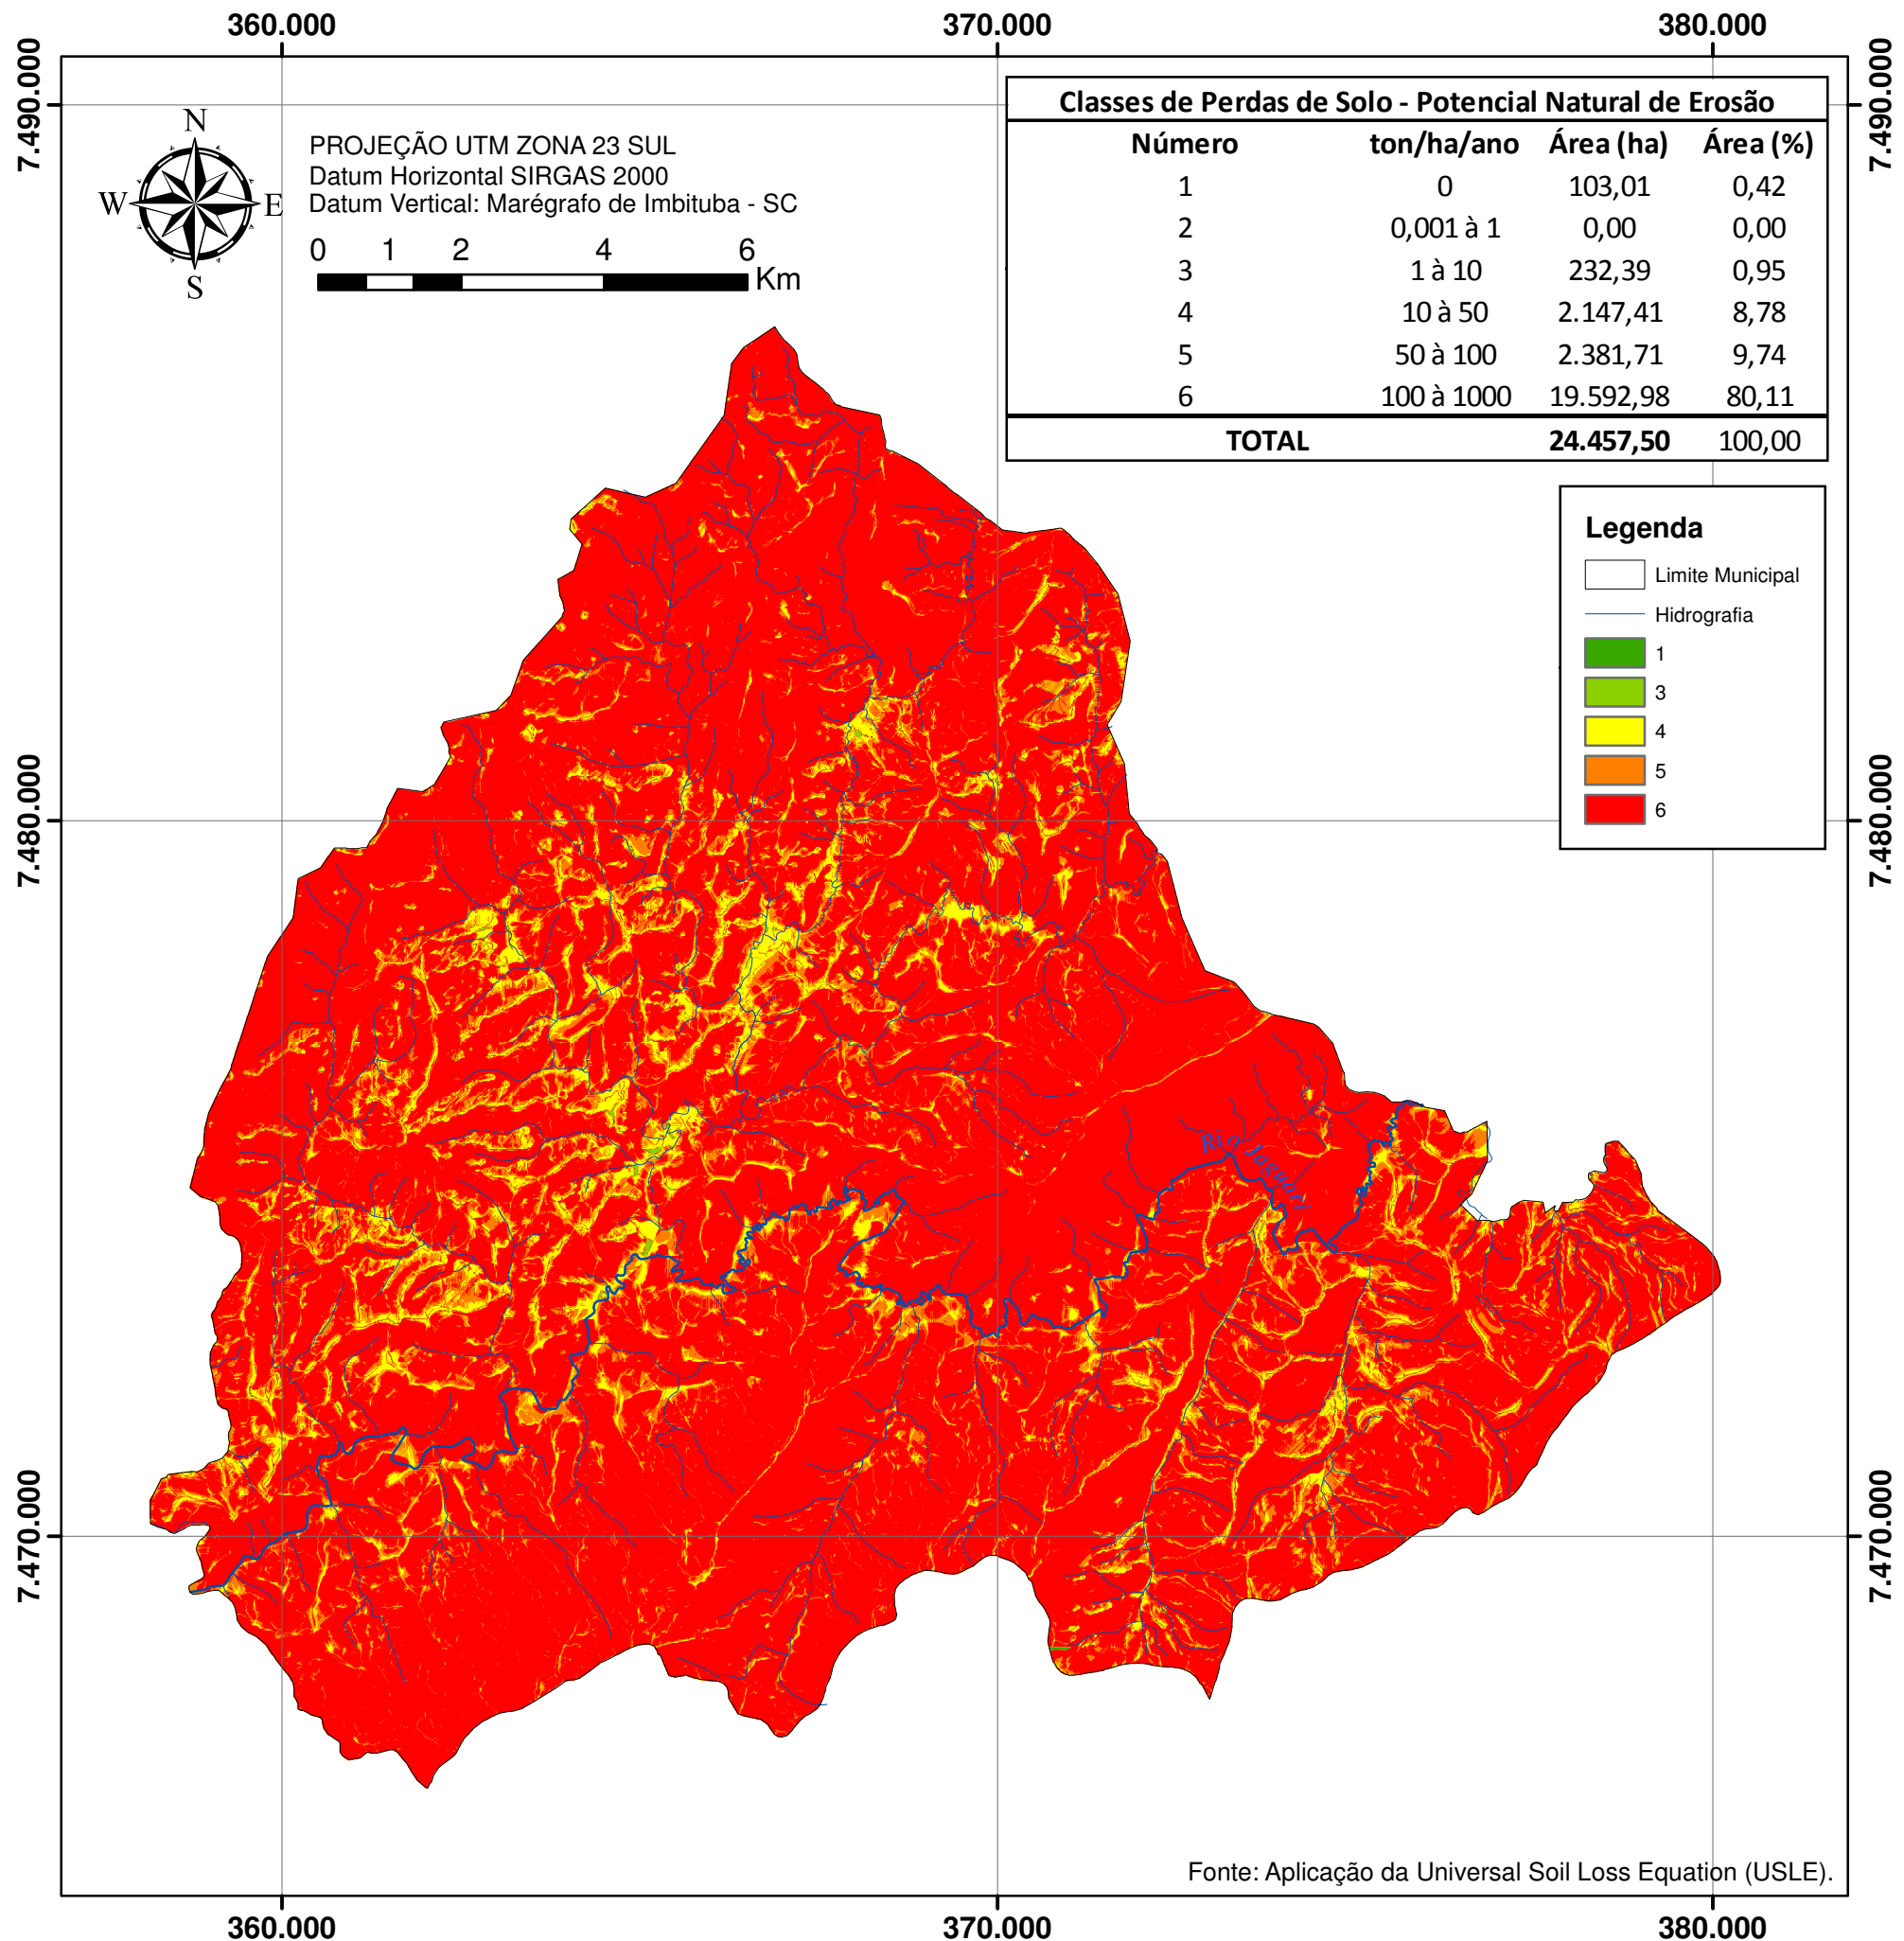 360.000 370.000 380.000
7.490.000 7.490.000
N
W E
S
PROJEÇÃO UTM ZONA 23 SUL
Datum Horizontal SIRGAS 2000
Datum Vertical: Marégrafo de Imbituba - SC
0 1 2 4 6
Km
Classes de Perdas de Solo - Potencial Natural de Erosão
Número ton/ha/ano Área (ha) Área (%)
1 0 103,01 0,42
2 0,001 à 1 0,00 0,00
3 1 à 10 232,39 0,95
4 10 à 50 2.147,41 8,78
5 50 à 100 2.381,71 9,74
6 100 à 1000 19.592,98 80,11
TOTAL 24.457,50 100,00
Legenda
Limite Municipal
Hidrografia
1
3
4
5
6
7.480.000 7.480.000
Rio Jaguari
7.470.000 7.470.000
Fonte: Aplicação da Universal Soil Loss Equation (USLE).
360.000 370.000 380.000